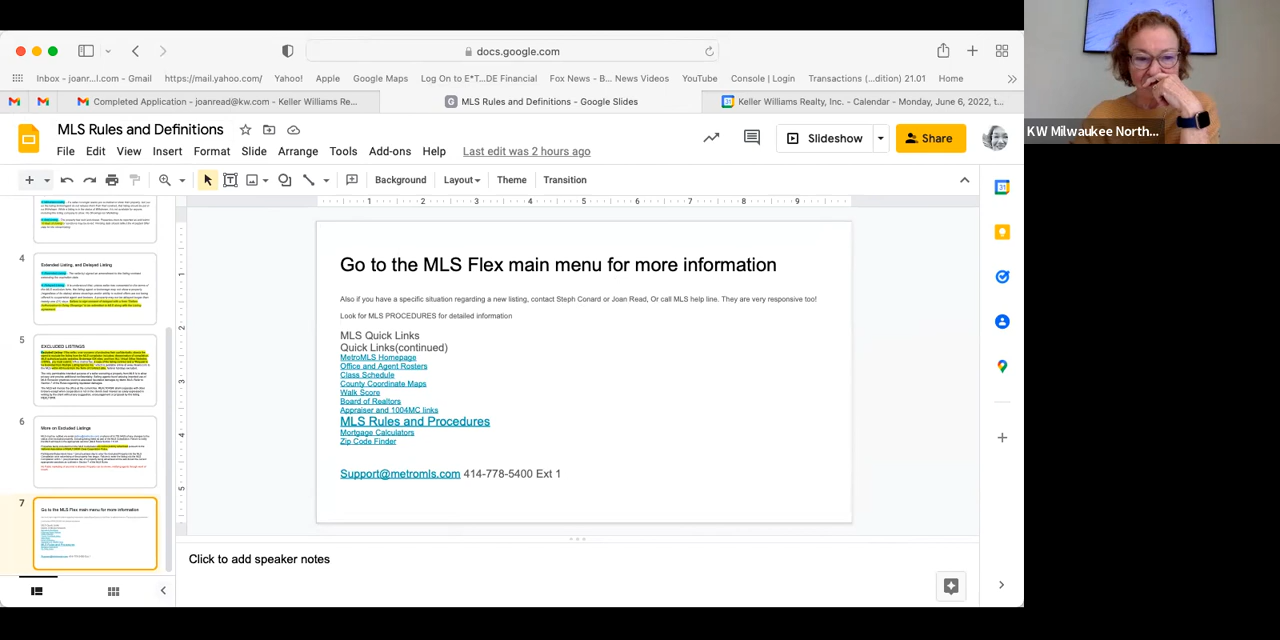 docs.google.com
Inbox - joanr...l.com - Gmail
https://mail.yahoo.com/
Yahoo!
Apple
Google Maps
Log On to E*T...DE Financial
Fox News - B... News Videos
YouTube
Console | Login
Transactions (...dition) 21.01
Home
Completed Application - joanread@kw.com - Keller Williams Re...
MLS Rules and Definitions - Google Slides
Keller Williams Realty, Inc. - Calendar - Monday, June 6, 2022, t...
KW Milwaukee North...
MLS Rules and Definitions
Slideshow
Share
File Edit View Insert Slide Arrange Tools Add-ons Help
Last edit was 2 hours ago
Background
Layout
Theme
Transition
1 2 4 5 6 7 8 9
4
Extended Listing, and Delayed Listing
5
EXCLUDED LISTINGS
6
More on Excluded Listings
7
Go to the MLS Flex main menu for more information
Go to the MLS Flex main menu for more information
Also if you have a specific situation regarding a new listing, contact Steph Conard or Joan Read, Or call MLS help line. They are very responsive too!
Look for MLS PROCEDURES for detailed information
MLS Quick Links
Quick Links(continued)
MetroMLS Homepage
Office and Agent Rosters
Class Schedule
County Coordinate Maps
Walk Score
Board of Realtors
Appraiser and 1004MC links
MLS Rules and Procedures
Mortgage Calculators
Zip Code Finder
Support@metromls.com 414-778-5400 Ext 1
Click to add speaker notes